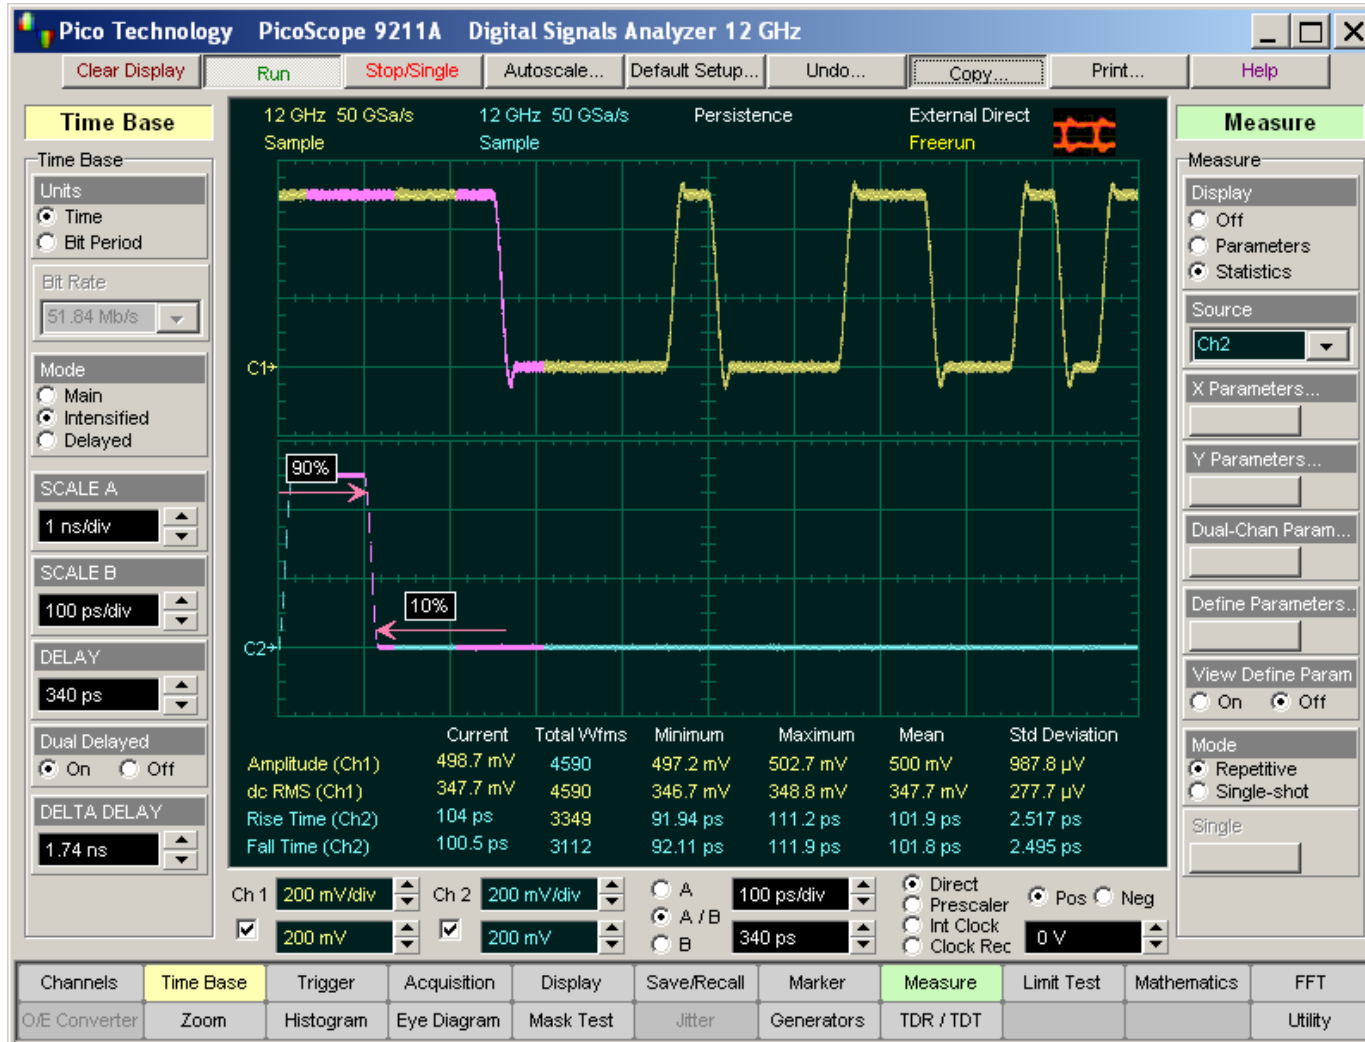 Pico Technology PicoScope 9211A Digital Signals Analyzer 12 GHz
Clear Display Run Stop/Single Autoscale... Default Setup... Undo... Copy... Print... Help
Time Base
Time Base
Units
Time
Bit Period
Bit Rate
51.84 Mb/s
Mode
Main
Intensified
Delayed
SCALE A
1 ns/div
SCALE B
100 ps/div
DELAY
340 ps
Dual Delayed
On Off
DELTA DELAY
1.74 ns
12 GHz 50 GSa/s 12 GHz 50 GSa/s Persistence External Direct
Sample Sample Freerun
C1
90%
10%
C2
Current Total Wfms Minimum Maximum Mean Std Deviation
Amplitude (Ch1) 498.7 mV 4590 497.2 mV 502.7 mV 500 mV 987.8 µV
dc RMS (Ch1) 347.7 mV 4590 346.7 mV 348.8 mV 347.7 mV 277.7 µV
Rise Time (Ch2) 104 ps 3349 91.94 ps 111.2 ps 101.9 ps 2.517 ps
Fall Time (Ch2) 100.5 ps 3112 92.11 ps 111.9 ps 101.8 ps 2.495 ps
Measure
Measure
Display
Off
Parameters
Statistics
Source
Ch2
X Parameters...
Y Parameters...
Dual-Chan Param...
Define Parameters..
View Define Param
On Off
Mode
Repetitive
Single-shot
Single
Ch 1 200 mV/div Ch 2 200 mV/div A 100 ps/div Direct Pos Neg
A / B Prescaler
200 mV 200 mV B 340 ps Int Clock 0 V
Clock Rec
Channels Time Base Trigger Acquisition Display Save/Recall Marker Measure Limit Test Mathematics FFT
O/E Converter Zoom Histogram Eye Diagram Mask Test Jitter Generators TDR / TDT Utility